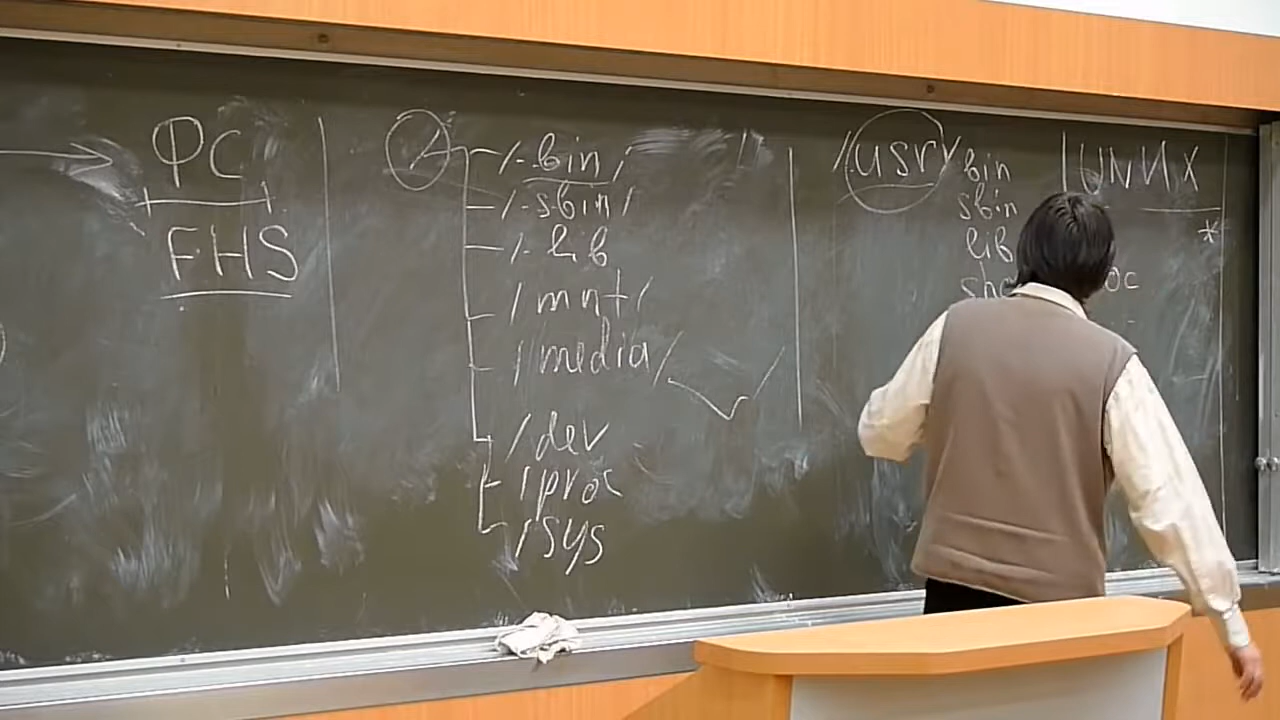 ФС
FHS
/
/bin/
/sbin/
/lib
/mnt/
/media/
/dev
/proc
/sys
/usr/
bin
sbin
lib
UNIX
*